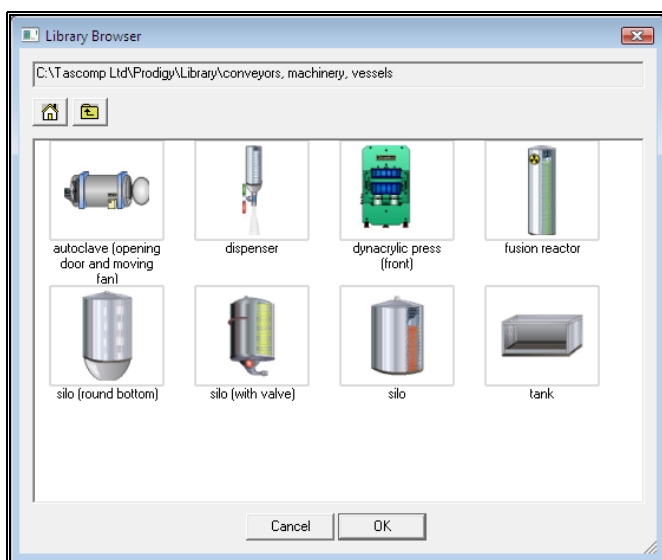 Library Browser
C:\Tascomp Ltd\Prodigy\Library\conveyors, machinery, vessels
autoclave (opening
door and moving
fan)
dispenser
dynacrylic press
(front)
fusion reactor
silo (round bottom)
silo (with valve)
silo
tank
Cancel
OK